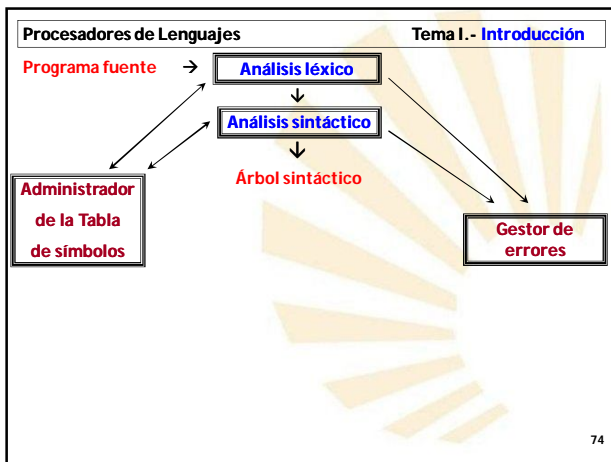 Procesadores de Lenguajes Tema I.- Introducción
Programa fuente → Análisis léxico
Análisis sintáctico
Árbol sintáctico
Administrador
de la Tabla
de símbolos
Gestor de
errores
74